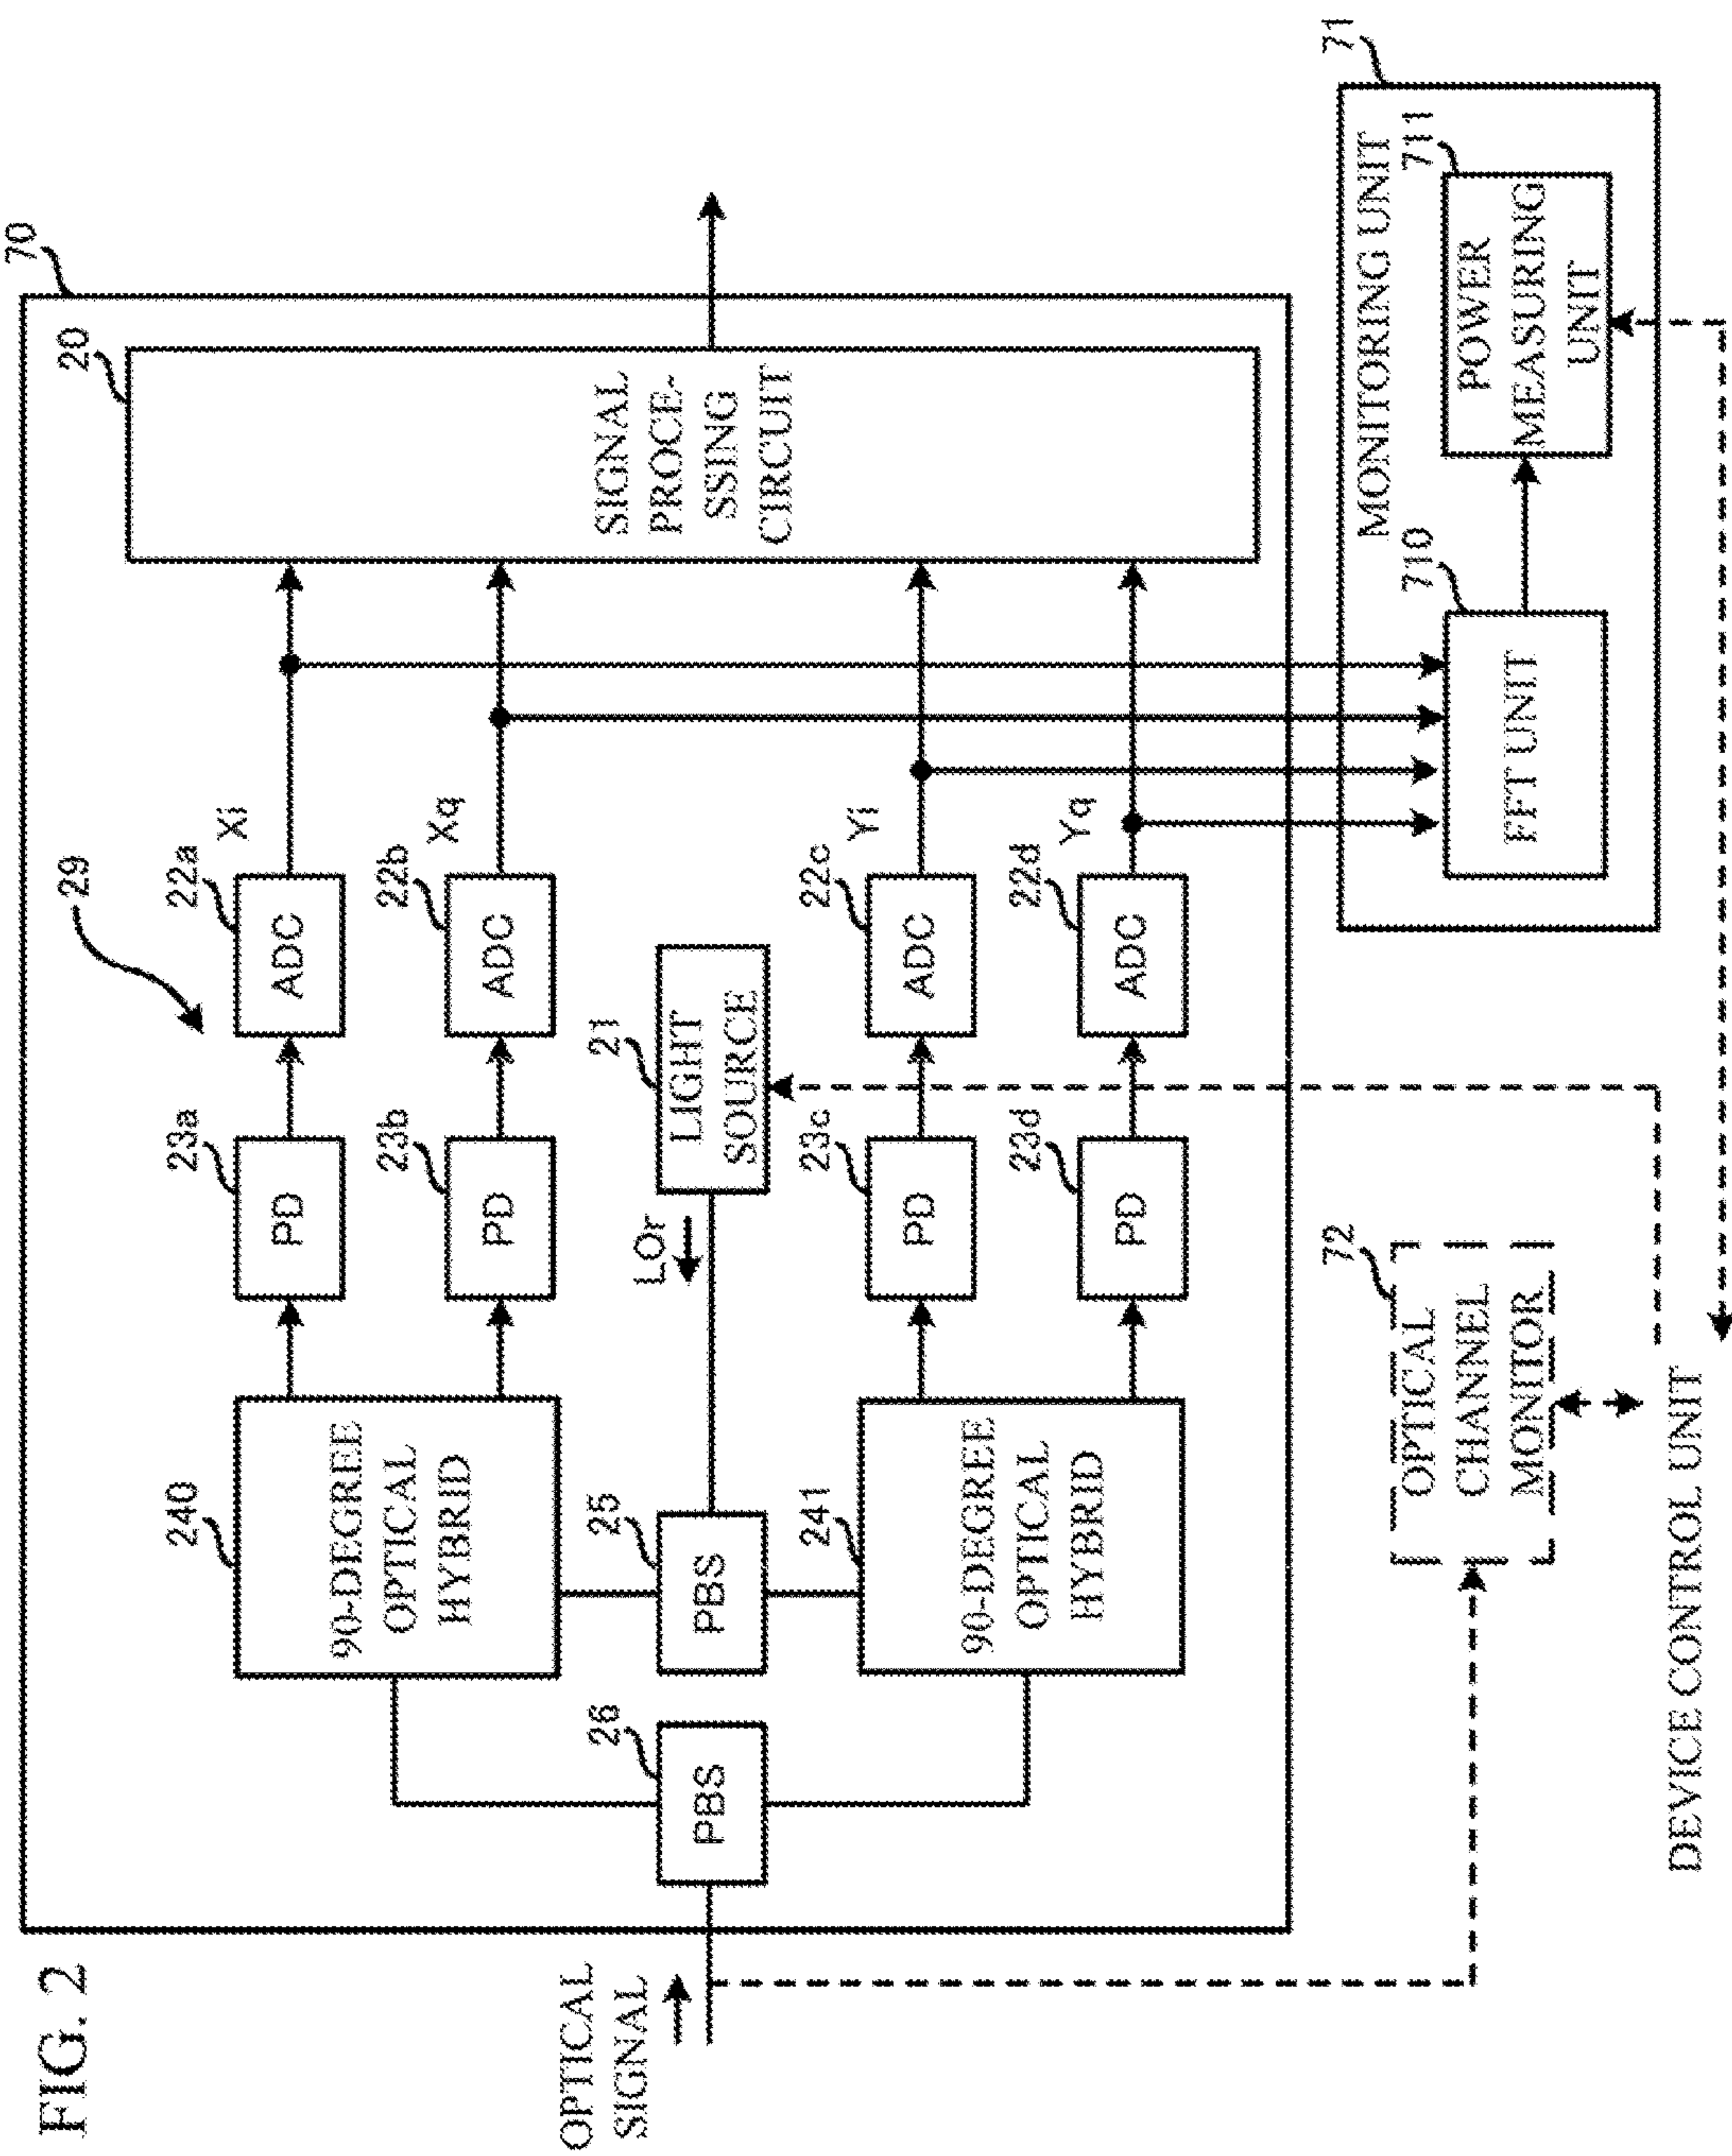 FIG. 2
70
29
20
240
23a
22a
Xi
90-DEGREE
OPTICAL
HYBRID
PD
ADC
23b
22b
Xq
PD
ADC
SIGNAL
PROCE-
SSING
CIRCUIT
OPTICAL
SIGNAL
26
PBS
25
PBS
LOr
21
LIGHT
SOURCE
241
23c
22c
Yi
90-DEGREE
OPTICAL
HYBRID
PD
ADC
23d
22d
Yq
PD
ADC
72
OPTICAL
CHANNEL
MONITOR
71
MONITORING UNIT
710
FFT UNIT
711
POWER
MEASURING
UNIT
DEVICE CONTROL UNIT